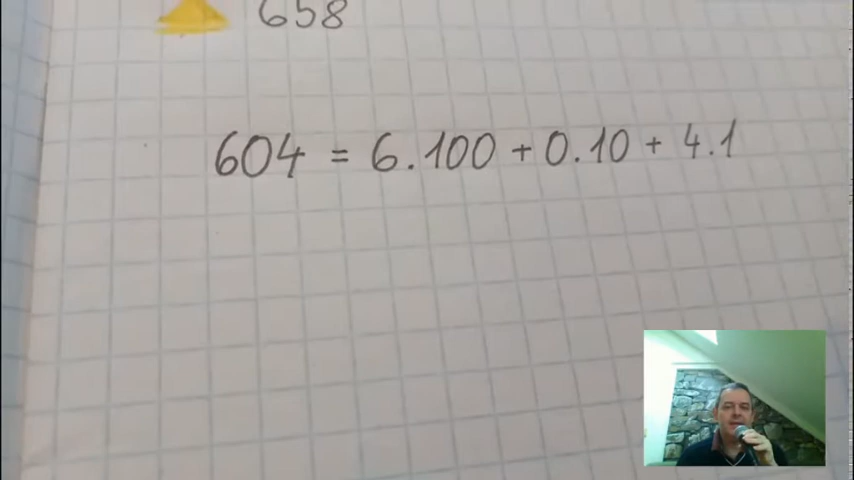 658
604 = 6.100 + 0.10 + 4.1